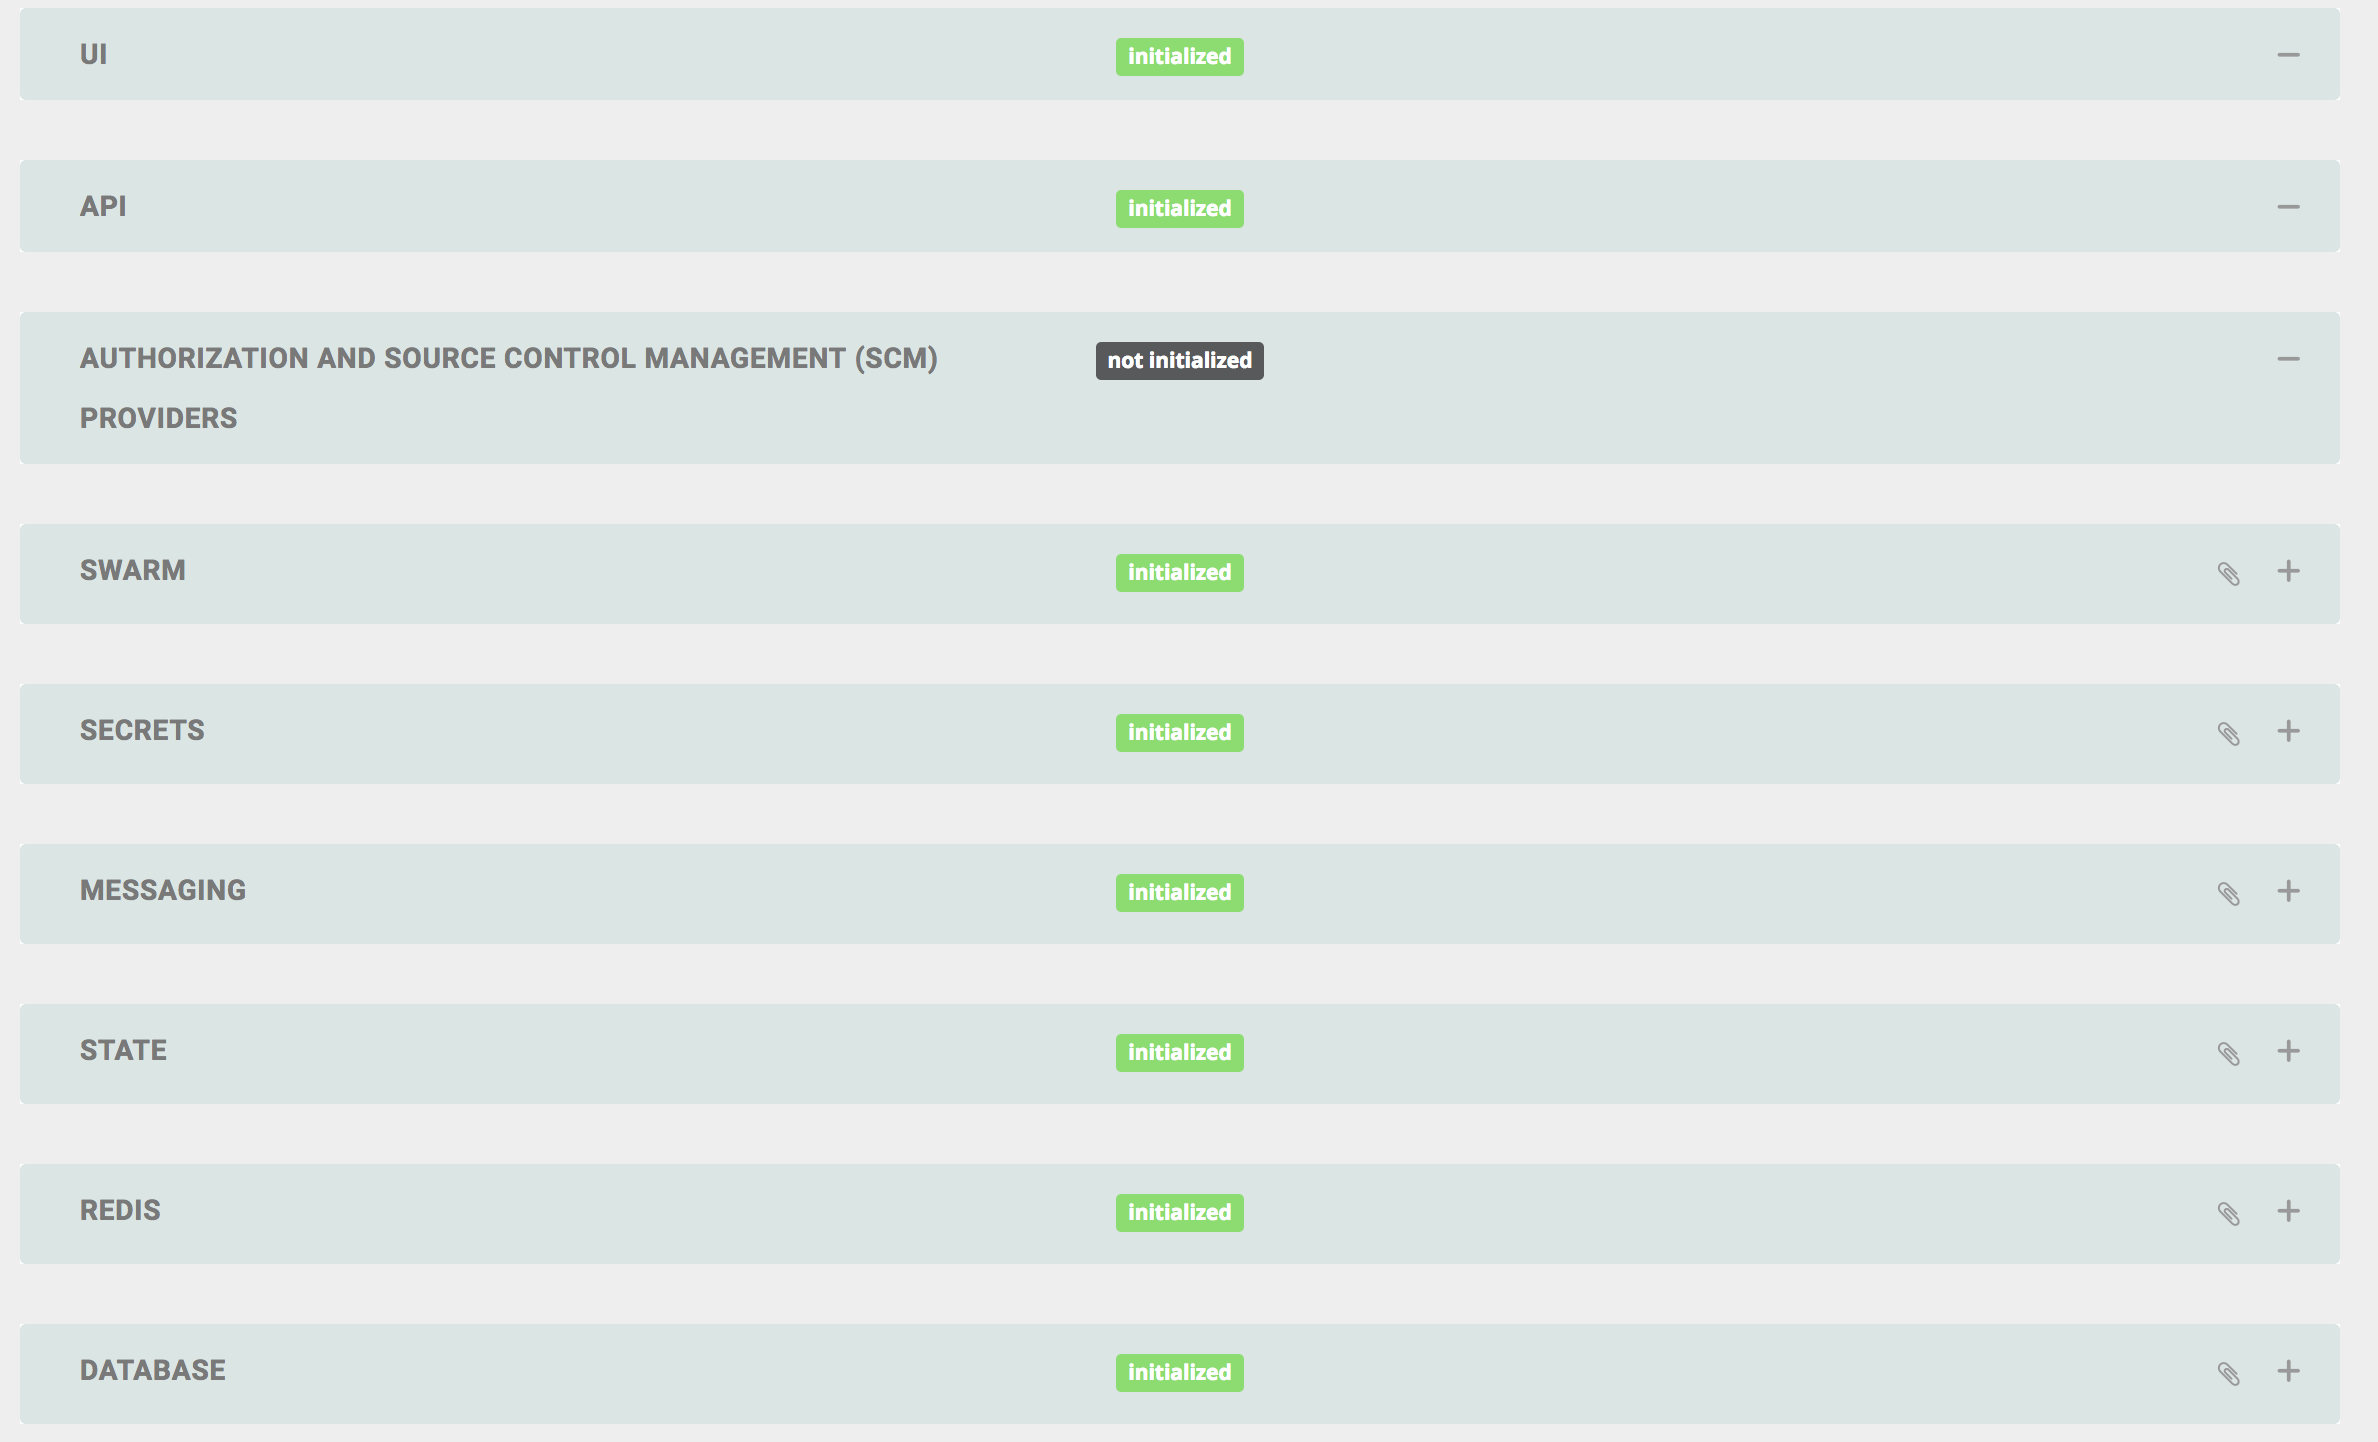 UI
initialized
API
initialized
AUTHORIZATION AND SOURCE CONTROL MANAGEMENT (SCM)
PROVIDERS
not initialized
SWARM
initialized
SECRETS
initialized
MESSAGING
initialized
STATE
initialized
REDIS
initialized
DATABASE
initialized